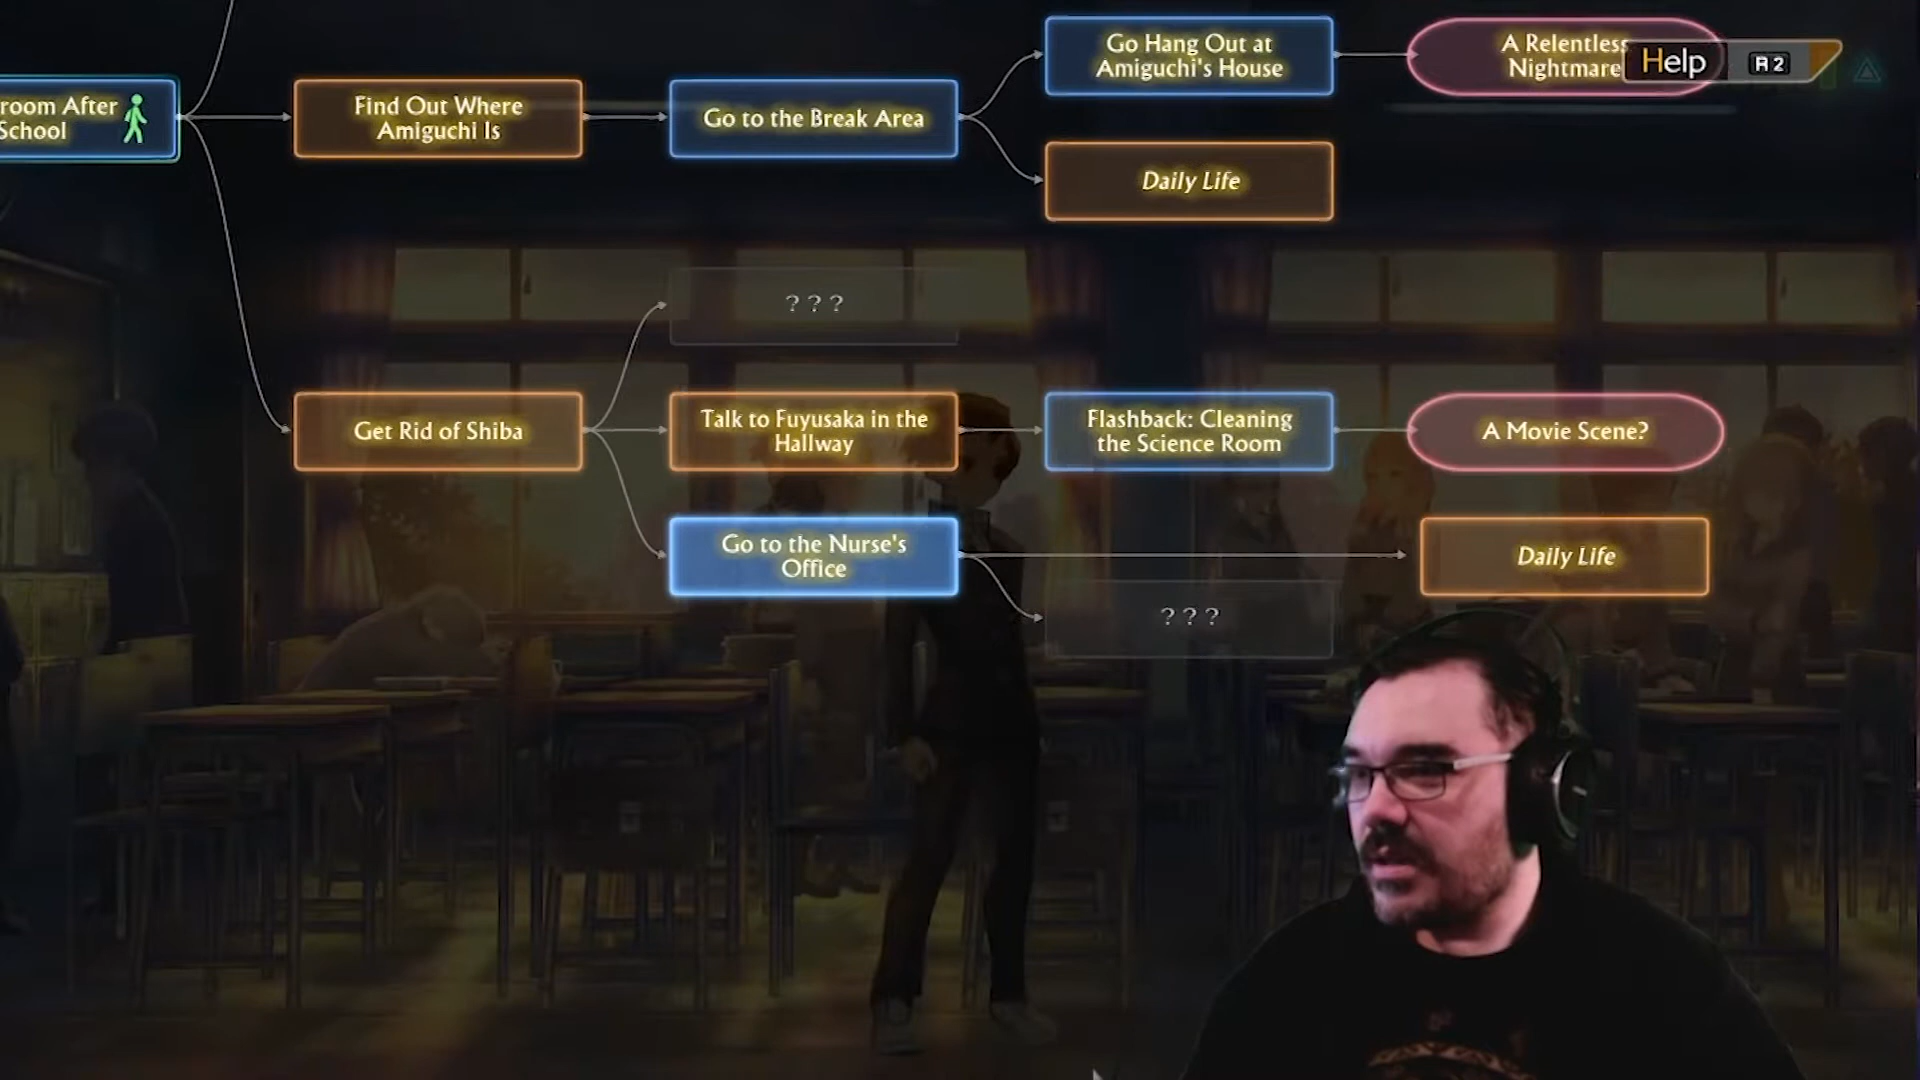 Go Hang Out at
Amiguchi's House
A Relentless
Nightmare
Help
R2
room After
School
Find Out Where
Amiguchi Is
Go to the Break Area
Daily Life
???
Get Rid of Shiba
Talk to Fuyusaka in the
Hallway
Flashback: Cleaning
the Science Room
A Movie Scene?
Go to the Nurse's
Office
Daily Life
???